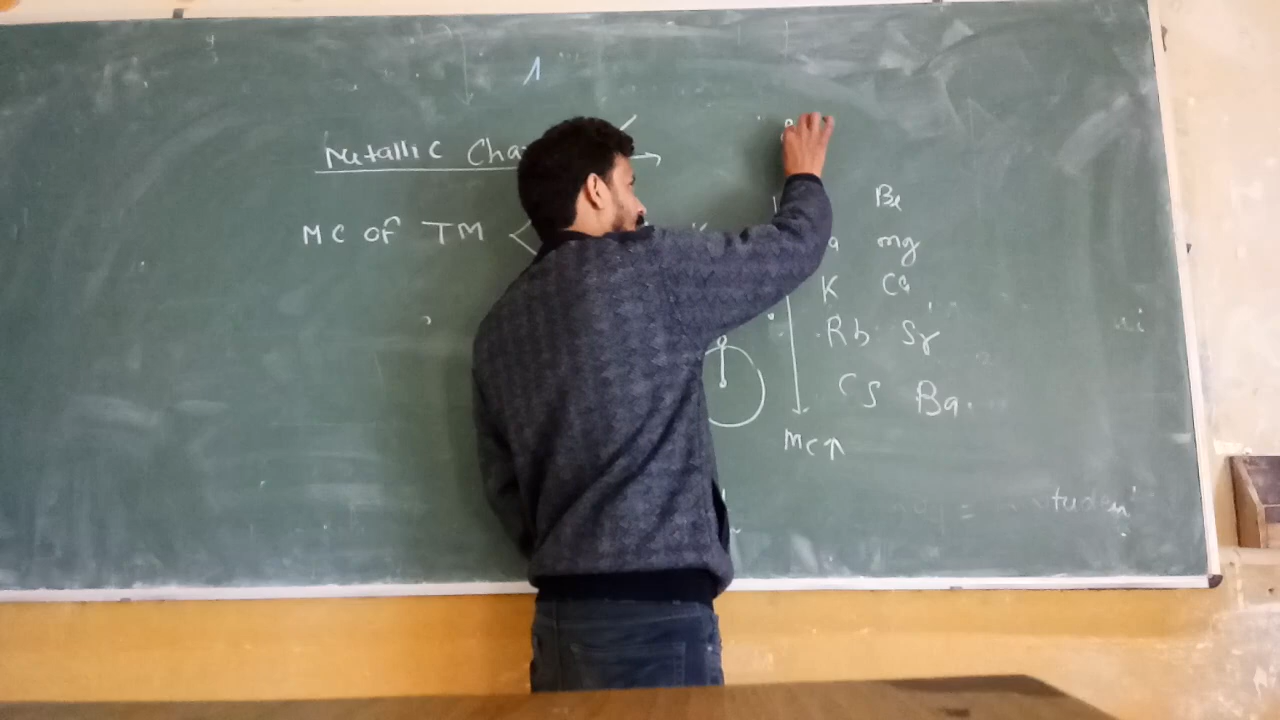 Metallic Cha
MC of TM
Be
a mg
K Ca
Rb Sr
Cs Ba.
MC↑